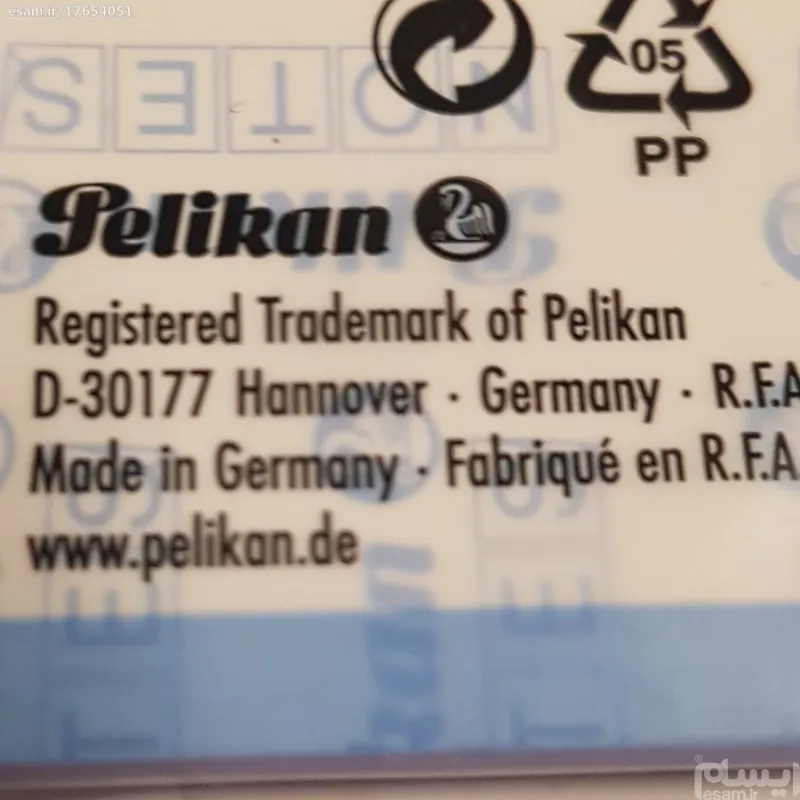 esam.ir/17654051
NOTES
05
PP
Pelikan
Registered Trademark of Pelikan
D-30177 Hannover · Germany · R.F.A
Made in Germany · Fabriqué en R.F.A.
www.pelikan.de
ایسام
esam.ir